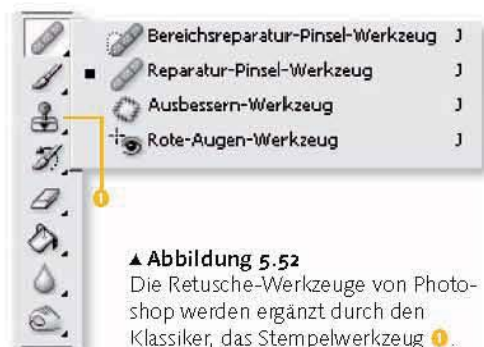 Bereichsreparatur-Pinsel-Werkzeug J
Reparatur-Pinsel-Werkzeug J
Ausbessern-Werkzeug J
Rote-Augen-Werkzeug J
1
▲ Abbildung 5.52
Die Retusche-Werkzeuge von Photo-
shop werden ergänzt durch den
Klassiker, das Stempelwerkzeug 1.